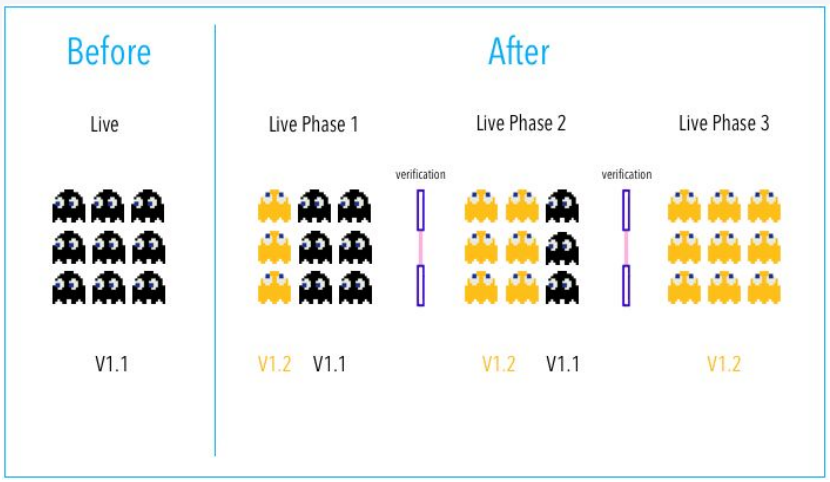 Before
After
Live
Live Phase 1
Live Phase 2
Live Phase 3
verification
verification
V1.1
V1.2 V1.1
V1.2 V1.1
V1.2